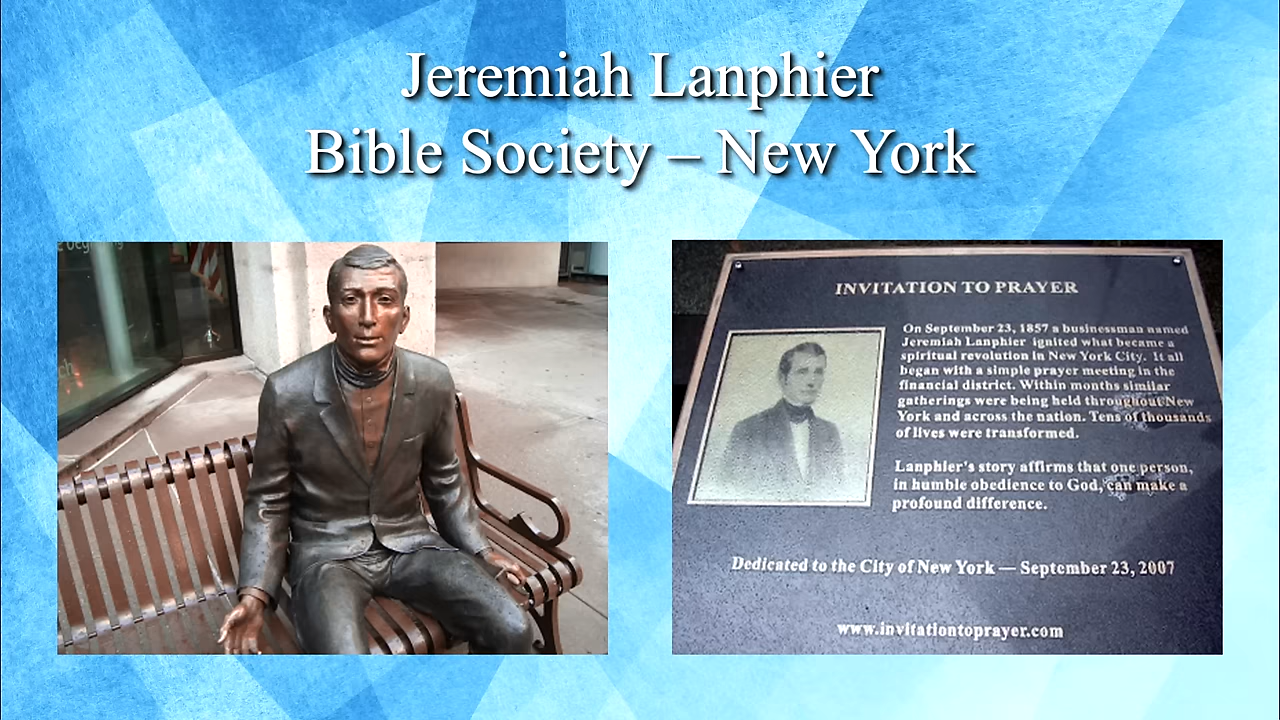 Jeremiah Lanphier
Bible Society – New York
INVITATION TO PRAYER
On September 23, 1857 a businessman named
Jeremiah Lanphier ignited what became a
spiritual revolution in New York City. It all
began with a simple prayer meeting in the
financial district. Within months similar
gatherings were being held throughout New
York and across the nation. Tens of thousands
of lives were transformed.
Lanphier's story affirms that one person,
in humble obedience to God, can make a
profound difference.
Dedicated to the City of New York — September 23, 2007
www.invitationtoprayer.com